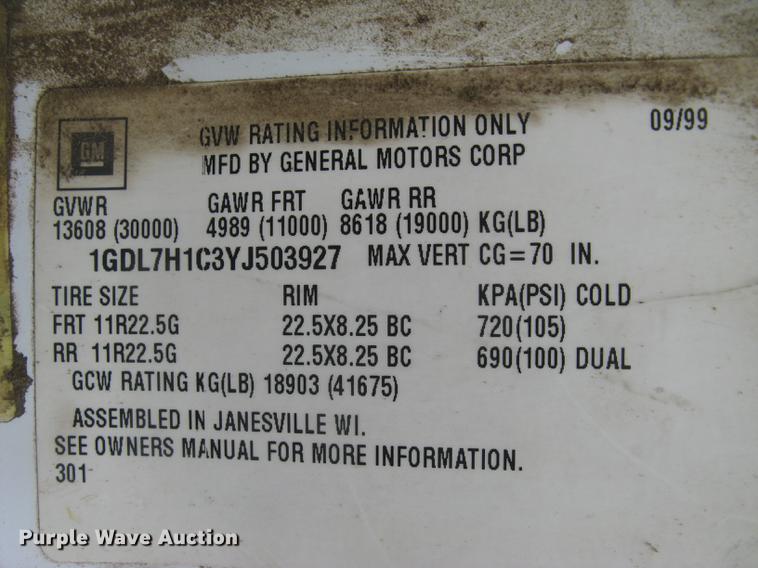 GM
GVW RATING INFORMATION ONLY 09/99
MFD BY GENERAL MOTORS CORP
GVWR GAWR FRT GAWR RR
13608 (30000) 4989 (11000) 8618 (19000) KG(LB)
1GDL7H1C3YJ503927 MAX VERT CG=70 IN.
TIRE SIZE RIM KPA(PSI) COLD
FRT 11R22.5G 22.5X8.25 BC 720(105)
RR 11R22.5G 22.5X8.25 BC 690(100) DUAL
GCW RATING KG(LB) 18903 (41675)
ASSEMBLED IN JANESVILLE WI.
SEE OWNERS MANUAL FOR MORE INFORMATION.
301
Purple Wave Auction